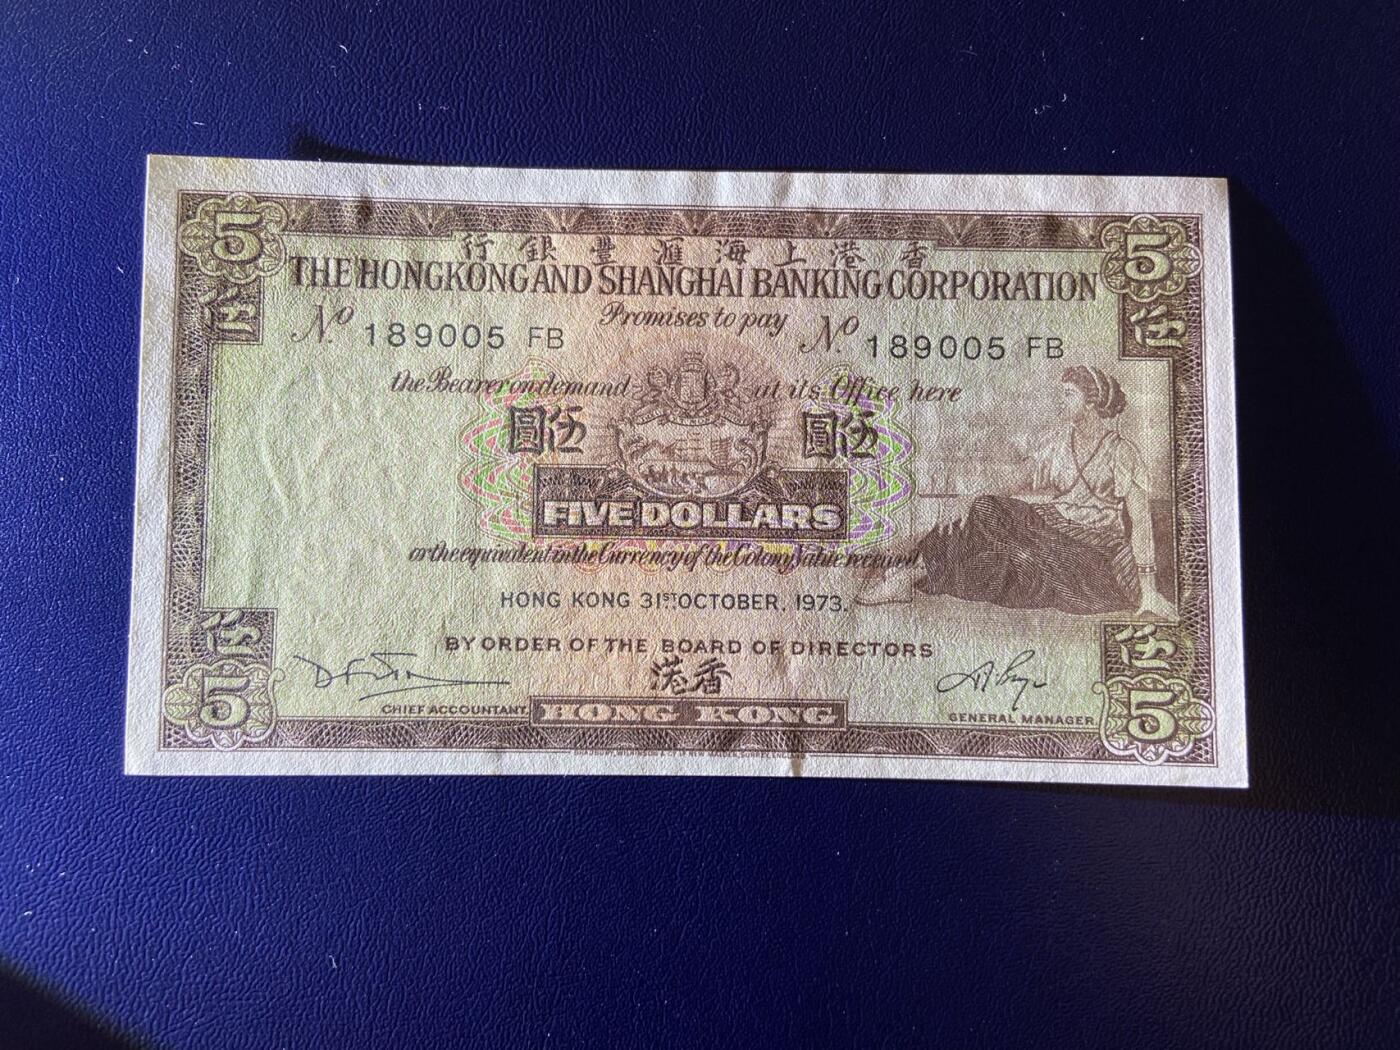 5 5
行銀豐滙海上港香
THE HONGKONG AND SHANGHAI BANKING CORPORATION
伍 伍
Promises to pay
Nº 189005 FB Nº 189005 FB
the Bearer on demand at its Office here
圓伍 圓伍
FIVE DOLLARS
or the equivalent in the Currency of the Colony Value received
HONG KONG 31ST OCTOBER, 1973.
BY ORDER OF THE BOARD OF DIRECTORS
伍 伍
港香
5 5
CHIEF ACCOUNTANT. HONG KONG GENERAL MANAGER